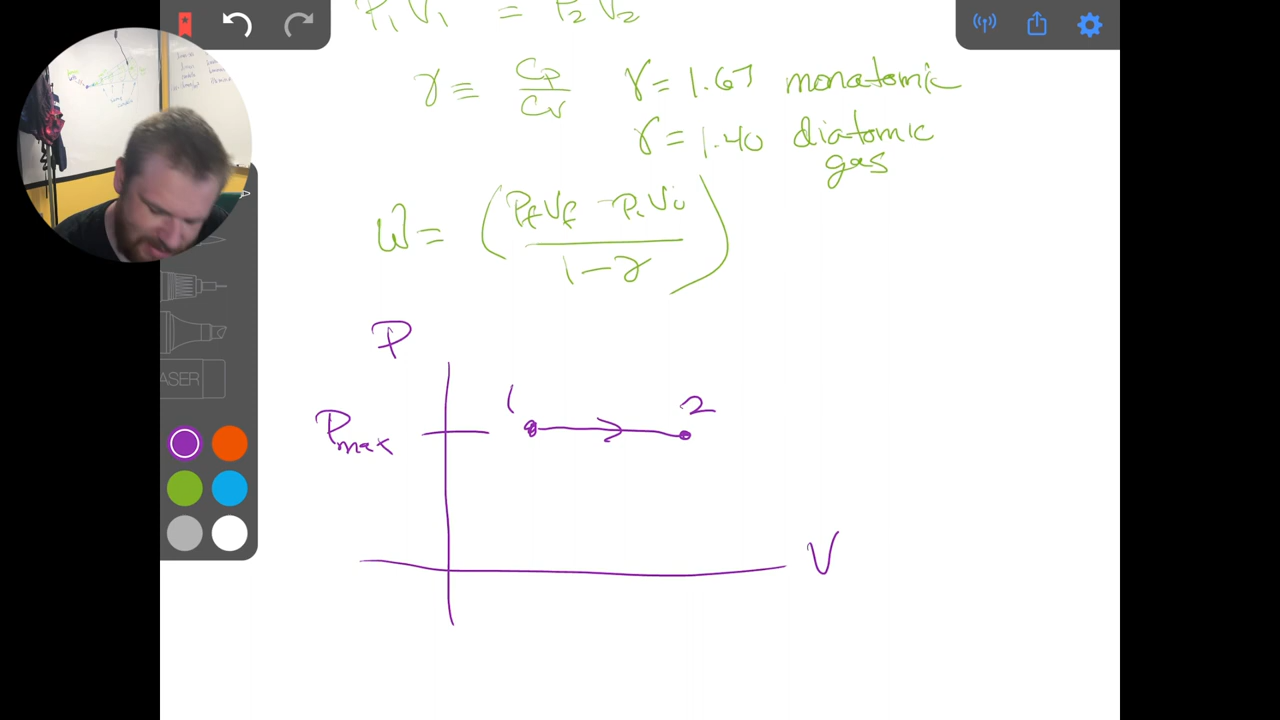 P₁V₁ = P₂V₂
γ ≡ Cp/Cv γ = 1.67 monatomic
γ = 1.40 diatomic
gas
W = (PfVf - PiVi / 1-γ)
P
1 2
Pmax
V
ASER